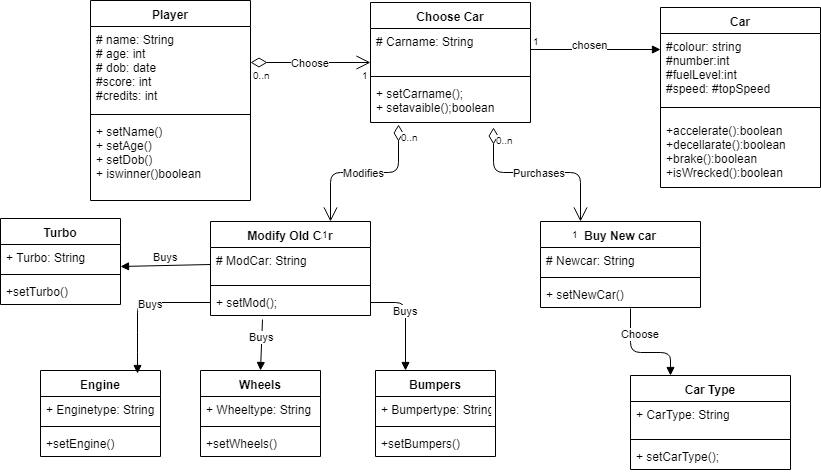 Player
# name: String
# age: int
# dob: date
#score: int
#credits: int
+ setName()
+ setAge()
+ setDob()
+ iswinner()boolean
0..n
Choose
1
Choose Car
# Carname: String
+ setCarname();
+ setavaible();boolean
1
chosen
Car
#colour: string
#number:int
#fuelLevel:int
#speed: #topSpeed
+accelerate():boolean
+decellarate():boolean
+brake():boolean
+isWrecked():boolean
0..n
Modifies
0..n
Purchases
Turbo
+ Turbo: String
+setTurbo()
Buys
Modify Old C1r
# ModCar: String
+ setMod();
1 Buy New car
# Newcar: String
+ setNewCar()
Buys
Buys
Buys
Choose
Engine
+ Enginetype: String
+setEngine()
Wheels
+ Wheeltype: String
+setWheels()
Bumpers
+ Bumpertype: String
+setBumpers()
Car Type
+ CarType: String
+ setCarType();